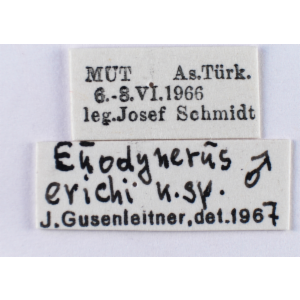 MUT As.Türk.
6.-8.VI.1966
leg.Josef Schmidt
Euodynerus ♂
erichi n.sp.
J.Gusenleitner,det.1967